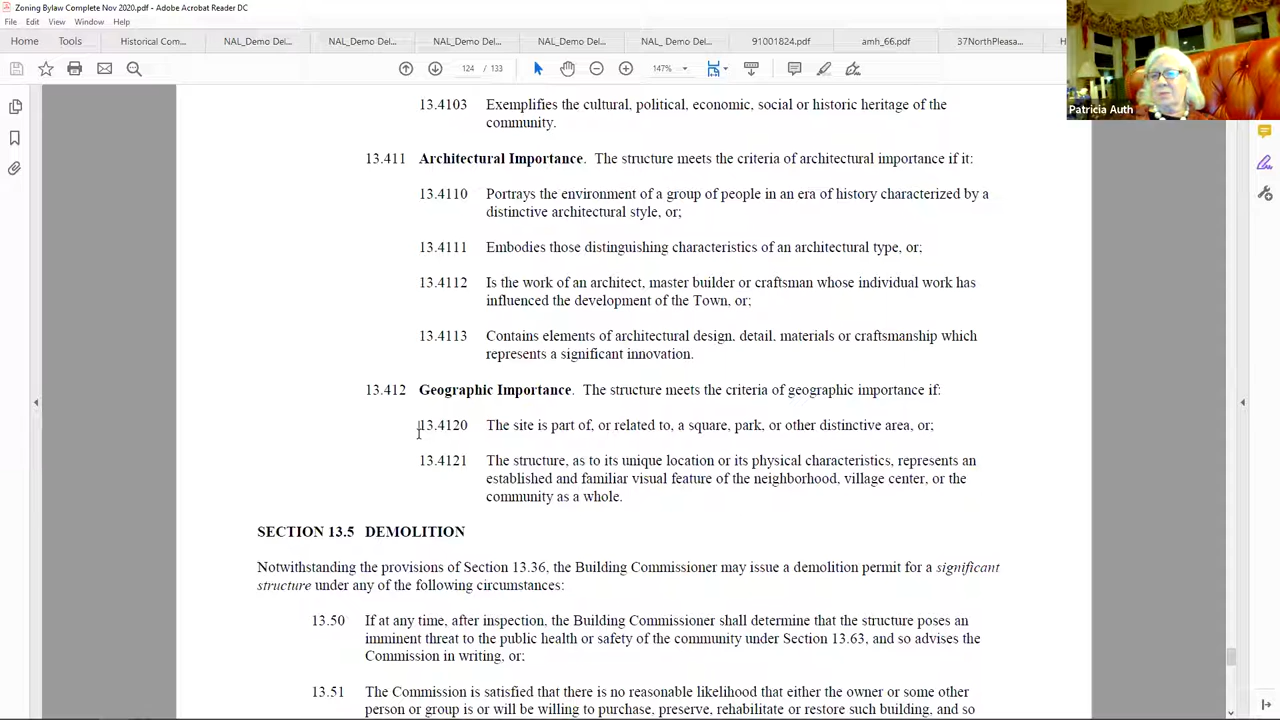 Zoning Bylaw Complete Nov 2020.pdf - Adobe Acrobat Reader DC
File Edit View Window Help
Home Tools Historical Com... NAL_Demo Del... NAL_Demo Del... NAL_Demo Del... NAL_Demo Del... NAL_ Demo Del... 91001824.pdf amh_66.pdf 37NorthPleasa... H
124 / 133 147%
Patricia Auth
13.4103 Exemplifies the cultural, political, economic, social or historic heritage of the
community.
13.411 Architectural Importance. The structure meets the criteria of architectural importance if it:
13.4110 Portrays the environment of a group of people in an era of history characterized by a
distinctive architectural style, or;
13.4111 Embodies those distinguishing characteristics of an architectural type, or;
13.4112 Is the work of an architect, master builder or craftsman whose individual work has
influenced the development of the Town, or;
13.4113 Contains elements of architectural design, detail, materials or craftsmanship which
represents a significant innovation.
13.412 Geographic Importance. The structure meets the criteria of geographic importance if:
13.4120 The site is part of, or related to, a square, park, or other distinctive area, or;
13.4121 The structure, as to its unique location or its physical characteristics, represents an
established and familiar visual feature of the neighborhood, village center, or the
community as a whole.
SECTION 13.5 DEMOLITION
Notwithstanding the provisions of Section 13.36, the Building Commissioner may issue a demolition permit for a significant
structure under any of the following circumstances:
13.50 If at any time, after inspection, the Building Commissioner shall determine that the structure poses an
imminent threat to the public health or safety of the community under Section 13.63, and so advises the
Commission in writing, or;
13.51 The Commission is satisfied that there is no reasonable likelihood that either the owner or some other
person or group is or will be willing to purchase, preserve, rehabilitate or restore such building, and so